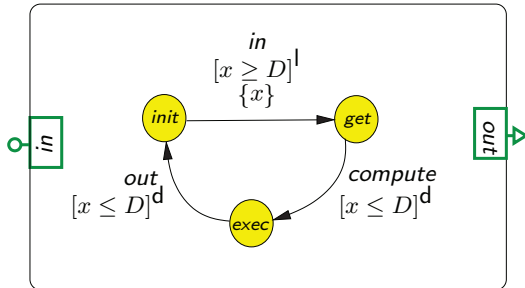 in
[x ≥ D]^l
{x}
init
get
in
out
out
[x ≤ D]^d
compute
[x ≤ D]^d
exec